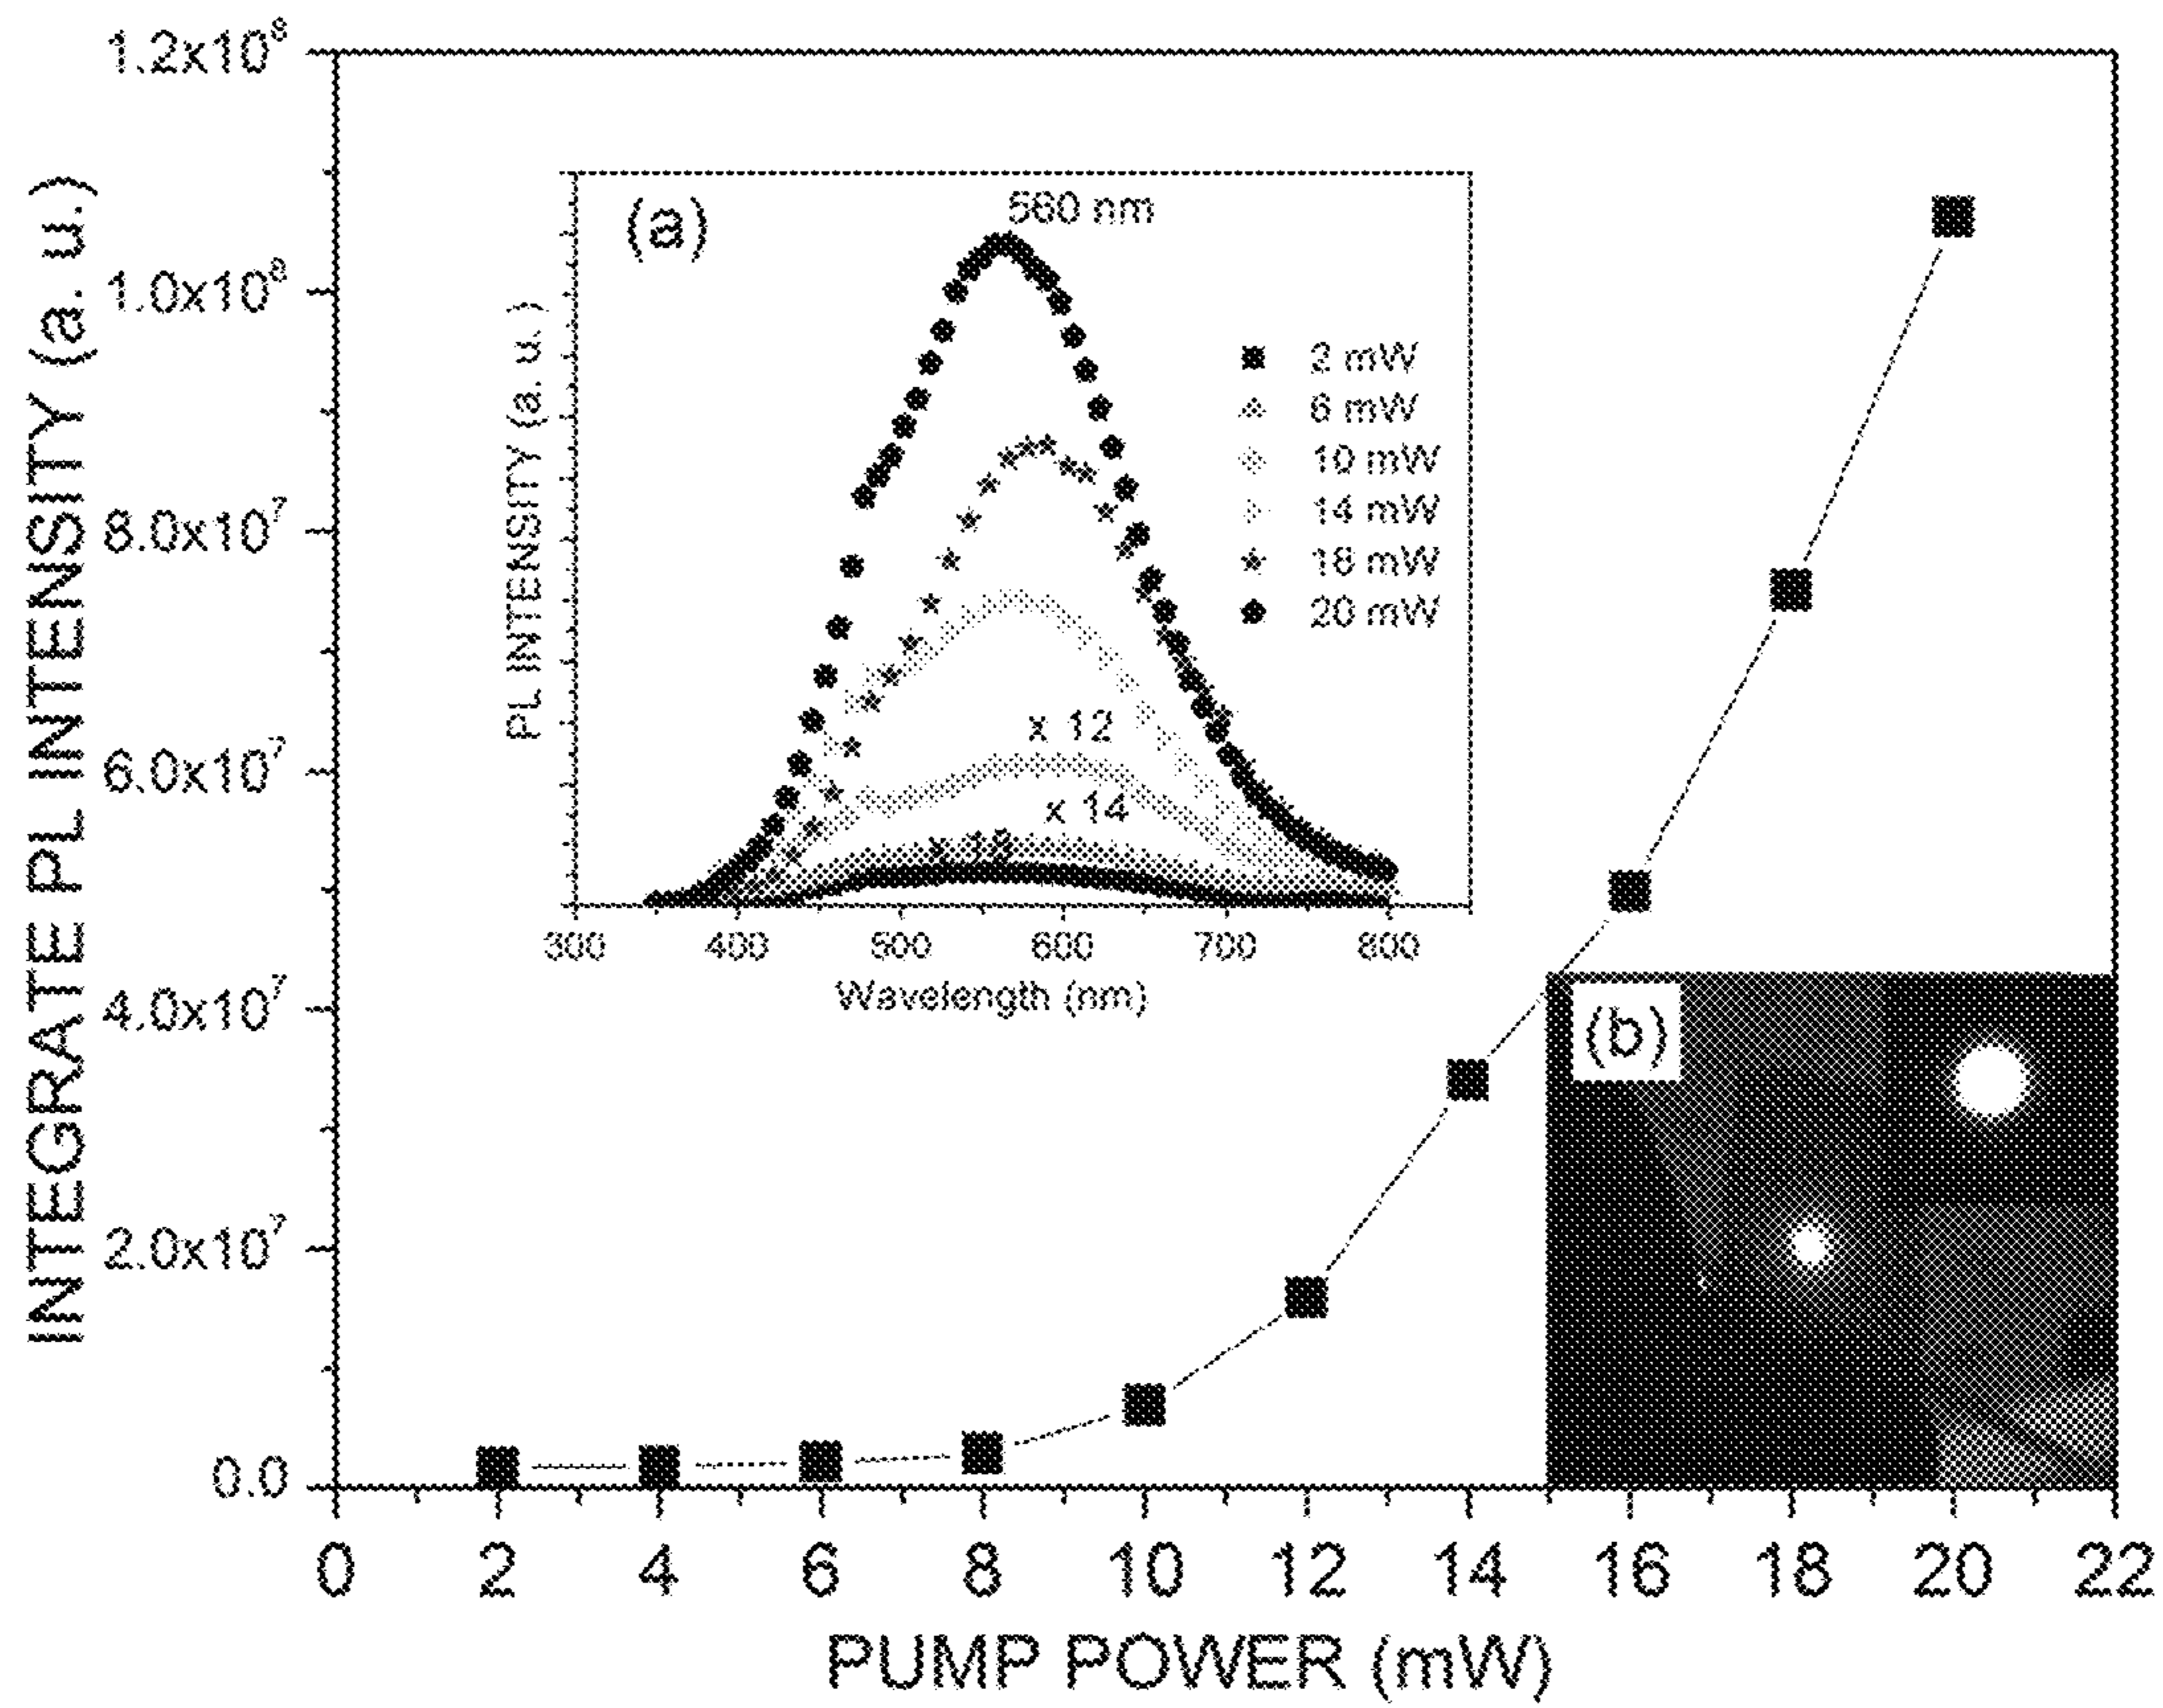 INTEGRATE PL INTENSITY (a. u.)
1.2x10⁸
1.0x10⁸
8.0x10⁷
6.0x10⁷
4.0x10⁷
2.0x10⁷
0.0
0 2 4 6 8 10 12 14 16 18 20 22
PUMP POWER (mW)
(a)
560 nm
PL INTENSITY (a. u.)
2 mW
6 mW
10 mW
14 mW
18 mW
20 mW
x 12
x 14
300 400 500 600 700 800
Wavelength (nm)
(b)